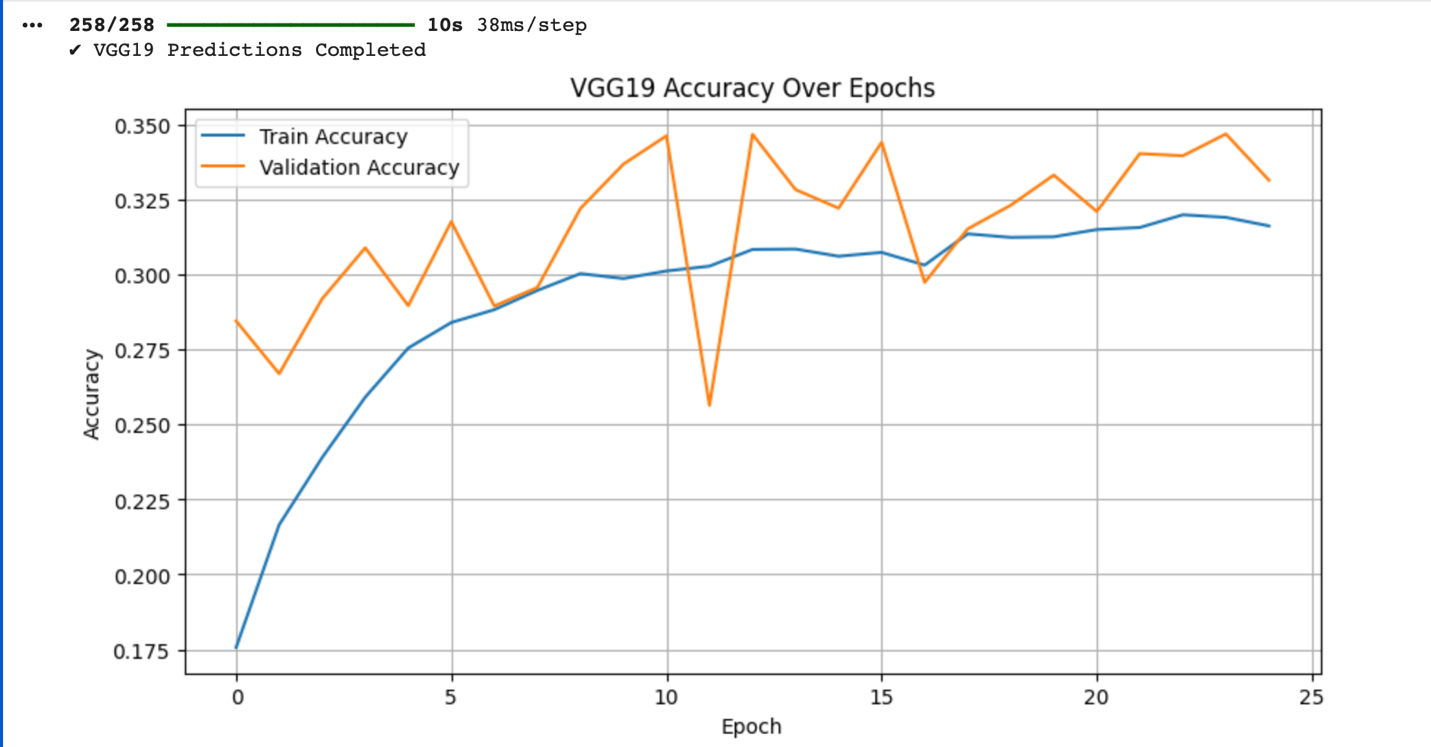 ••• 258/258 ━━━━━━━━━━━━━━━━━━━━ 10s 38ms/step
✔ VGG19 Predictions Completed
VGG19 Accuracy Over Epochs
Train Accuracy
Validation Accuracy
0.350
0.325
0.300
0.275
0.250
0.225
0.200
0.175
Accuracy
0 5 10 15 20 25
Epoch